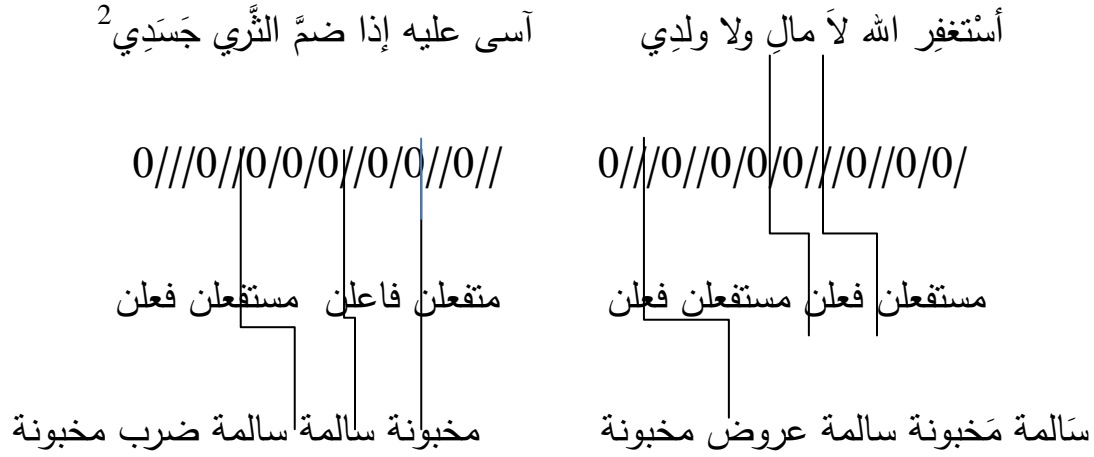 أسْتغفِر الله لاَ مالِ ولا ولدِي آسى عليه إذا ضمَّ الثَّري جَسَدِي2
/0/0//0///0/0/0//0///0 //0//0/0//0/0/0//0///0
مستفعلن فعلن مستفعلن فعلن متفعلن فاعلن مستفعلن فعلن
سَالمة مَخبونة سالمة عروض مخبونة مخبونة سالمة سالمة ضرب مخبونة